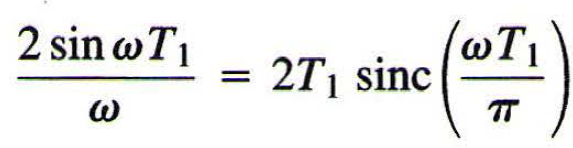 2 sin ωT₁ / ω = 2T₁ sinc(ωT₁ / π)